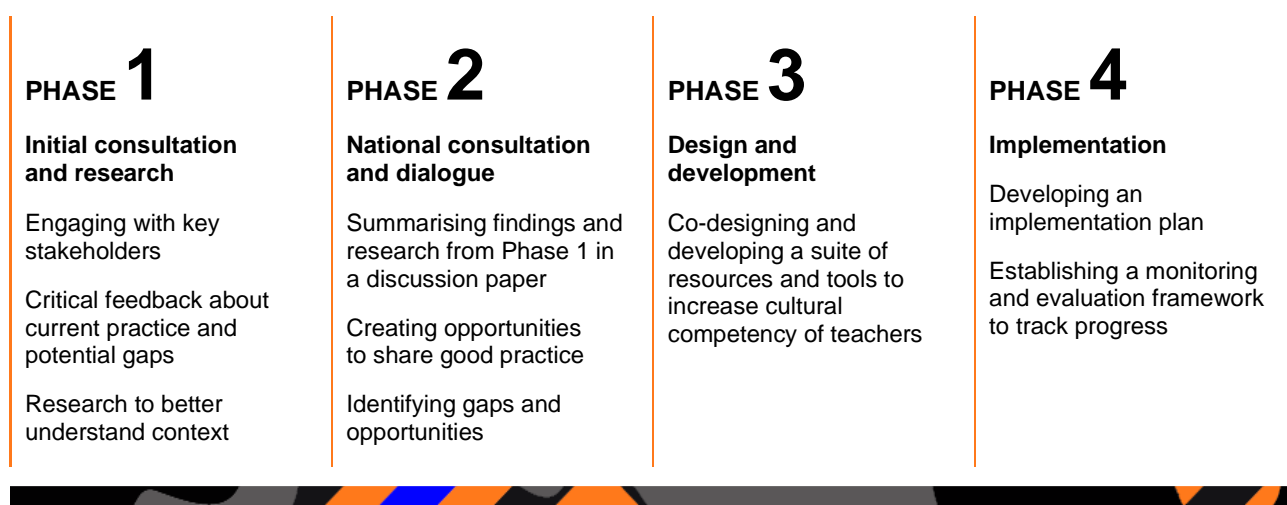 PHASE 1
Initial consultation
and research
Engaging with key
stakeholders
Critical feedback about
current practice and
potential gaps
Research to better
understand context
PHASE 2
National consultation
and dialogue
Summarising findings and
research from Phase 1 in
a discussion paper
Creating opportunities
to share good practice
Identifying gaps and
opportunities
PHASE 3
Design and
development
Co-designing and
developing a suite of
resources and tools to
increase cultural
competency of teachers
PHASE 4
Implementation
Developing an
implementation plan
Establishing a monitoring
and evaluation framework
to track progress